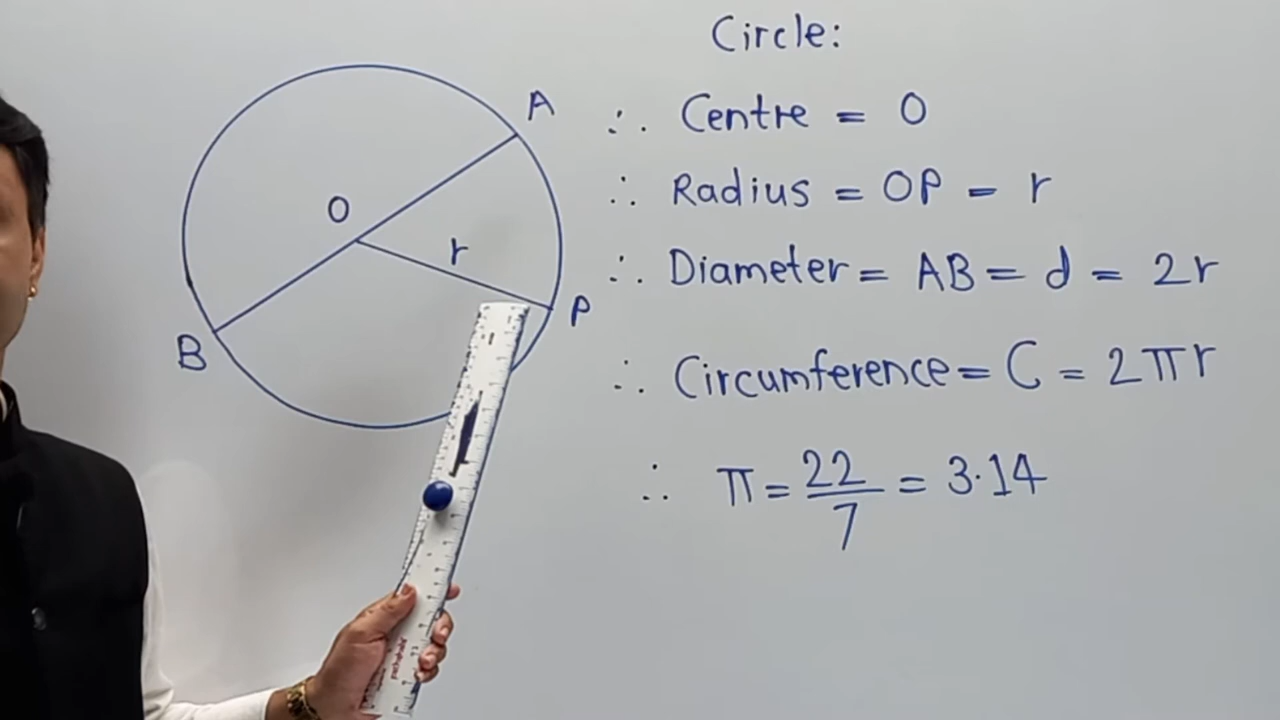 Circle:
∴ Centre = O
∴ Radius = OP = r
∴ Diameter = AB = d = 2r
∴ Circumference = C = 2πr
∴ π = 22/7 = 3.14
A
O
r
P
B